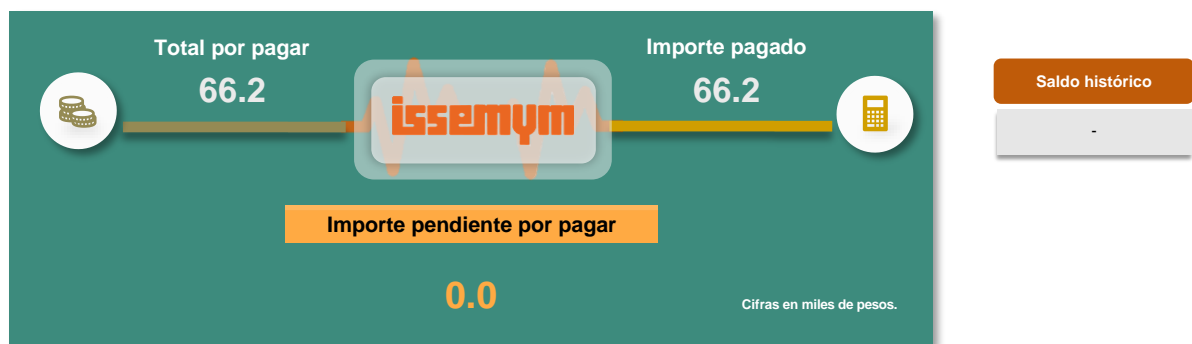 Total por pagar
66.2
issemym
Importe pagado
66.2
Importe pendiente por pagar
0.0
Cifras en miles de pesos.
Saldo histórico
-